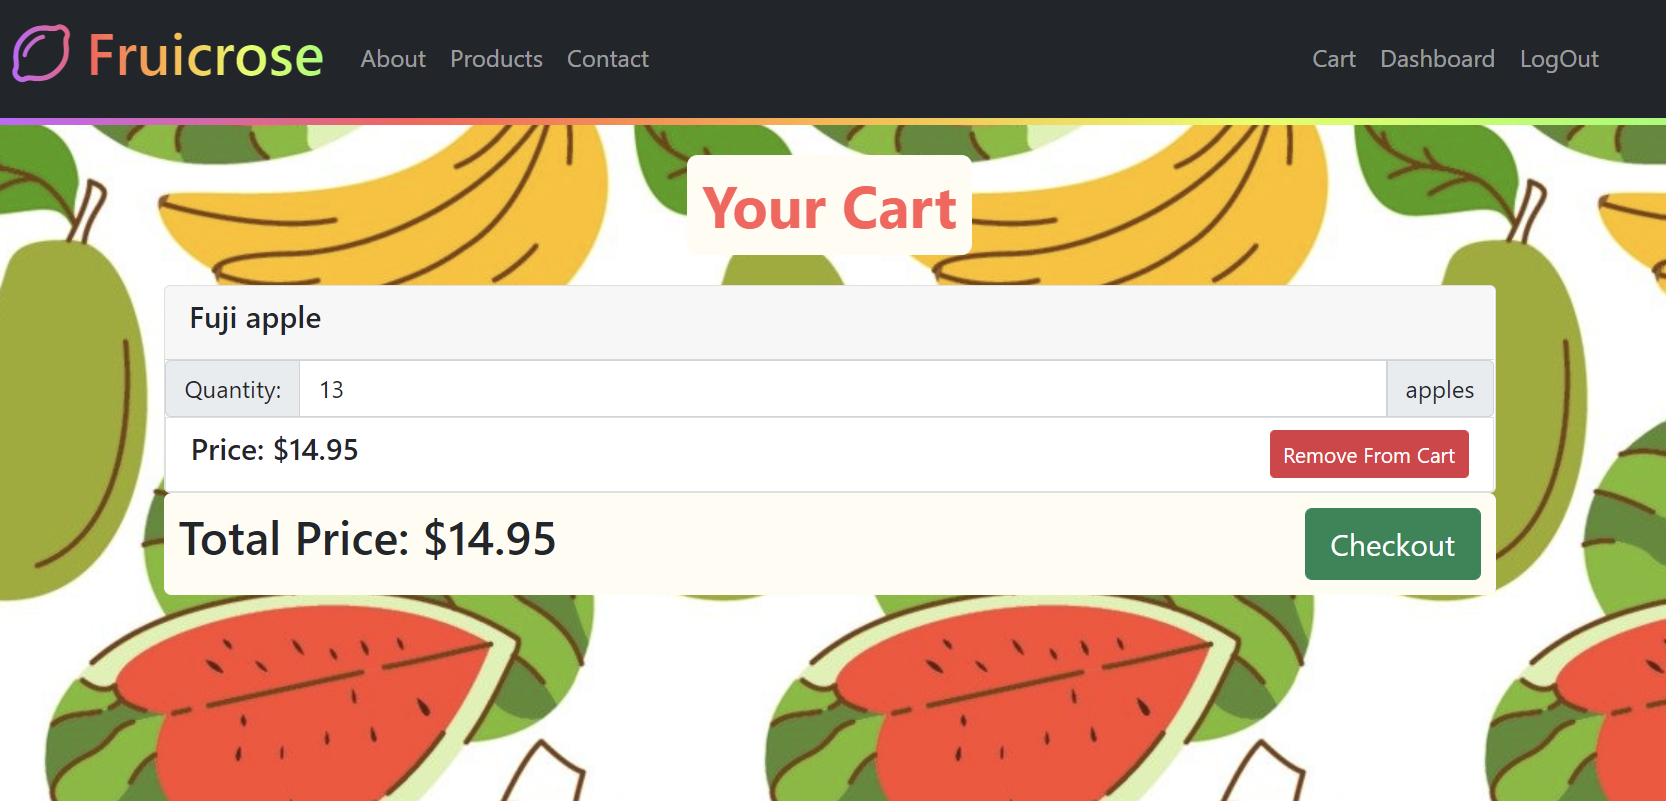 Fruicrose About Products Contact Cart Dashboard LogOut
Your Cart
Fuji apple
Quantity: 13 apples
Price: $14.95 Remove From Cart
Total Price: $14.95 Checkout